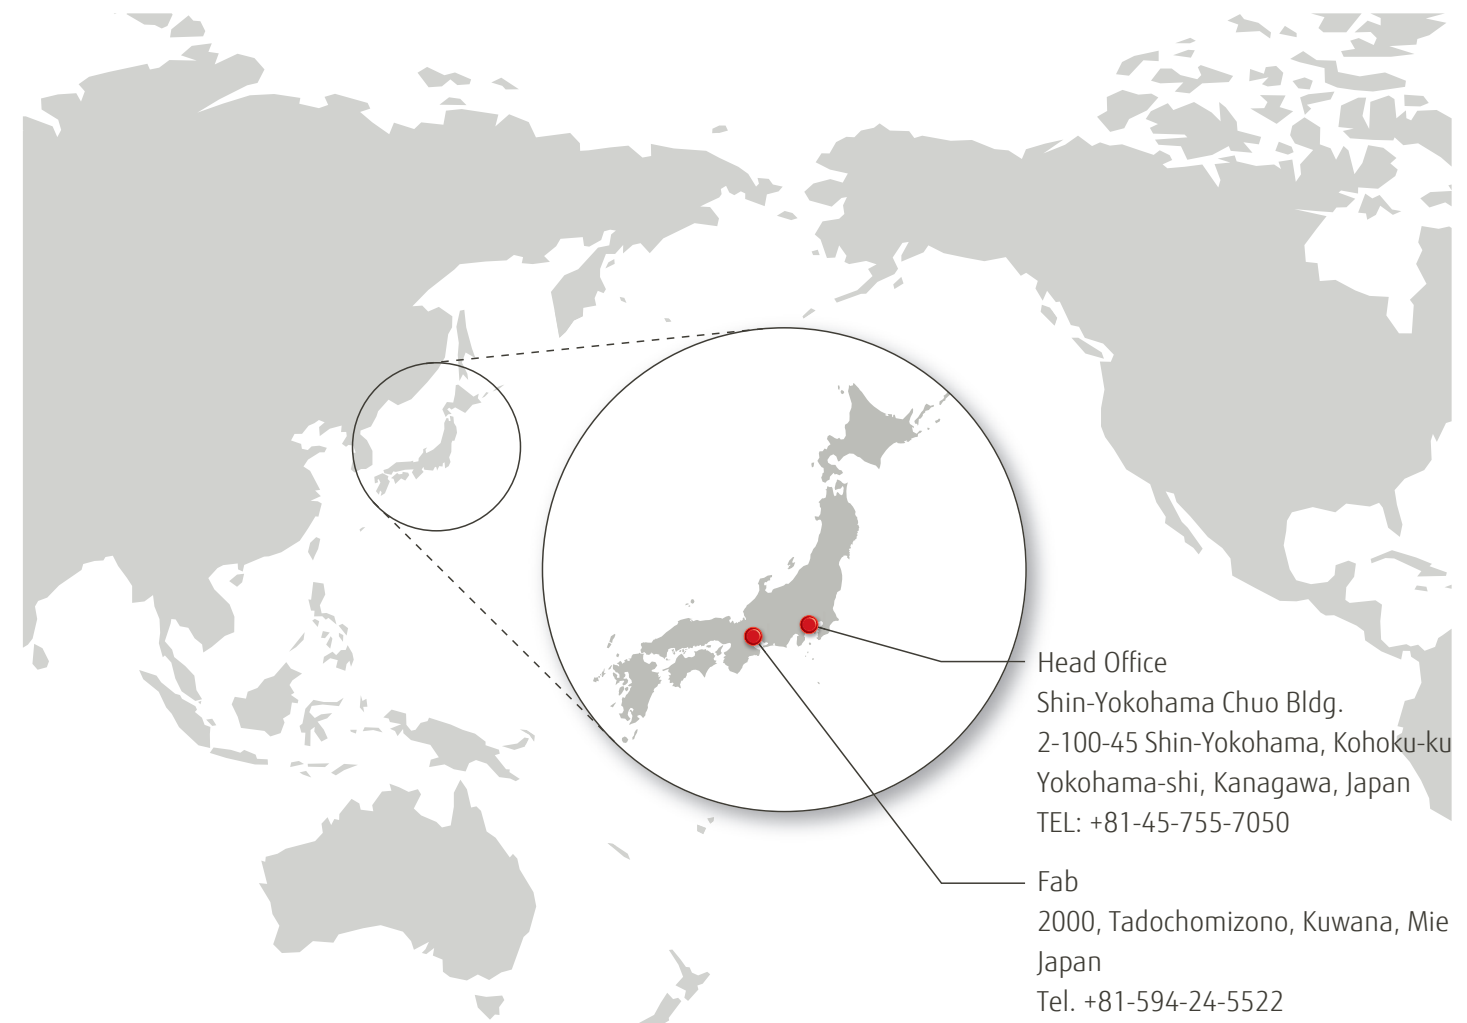 Head Office
Shin-Yokohama Chuo Bldg.
2-100-45 Shin-Yokohama, Kohoku-ku
Yokohama-shi, Kanagawa, Japan
TEL: +81-45-755-7050
Fab
2000, Tadochomizono, Kuwana, Mie
Japan
Tel. +81-594-24-5522